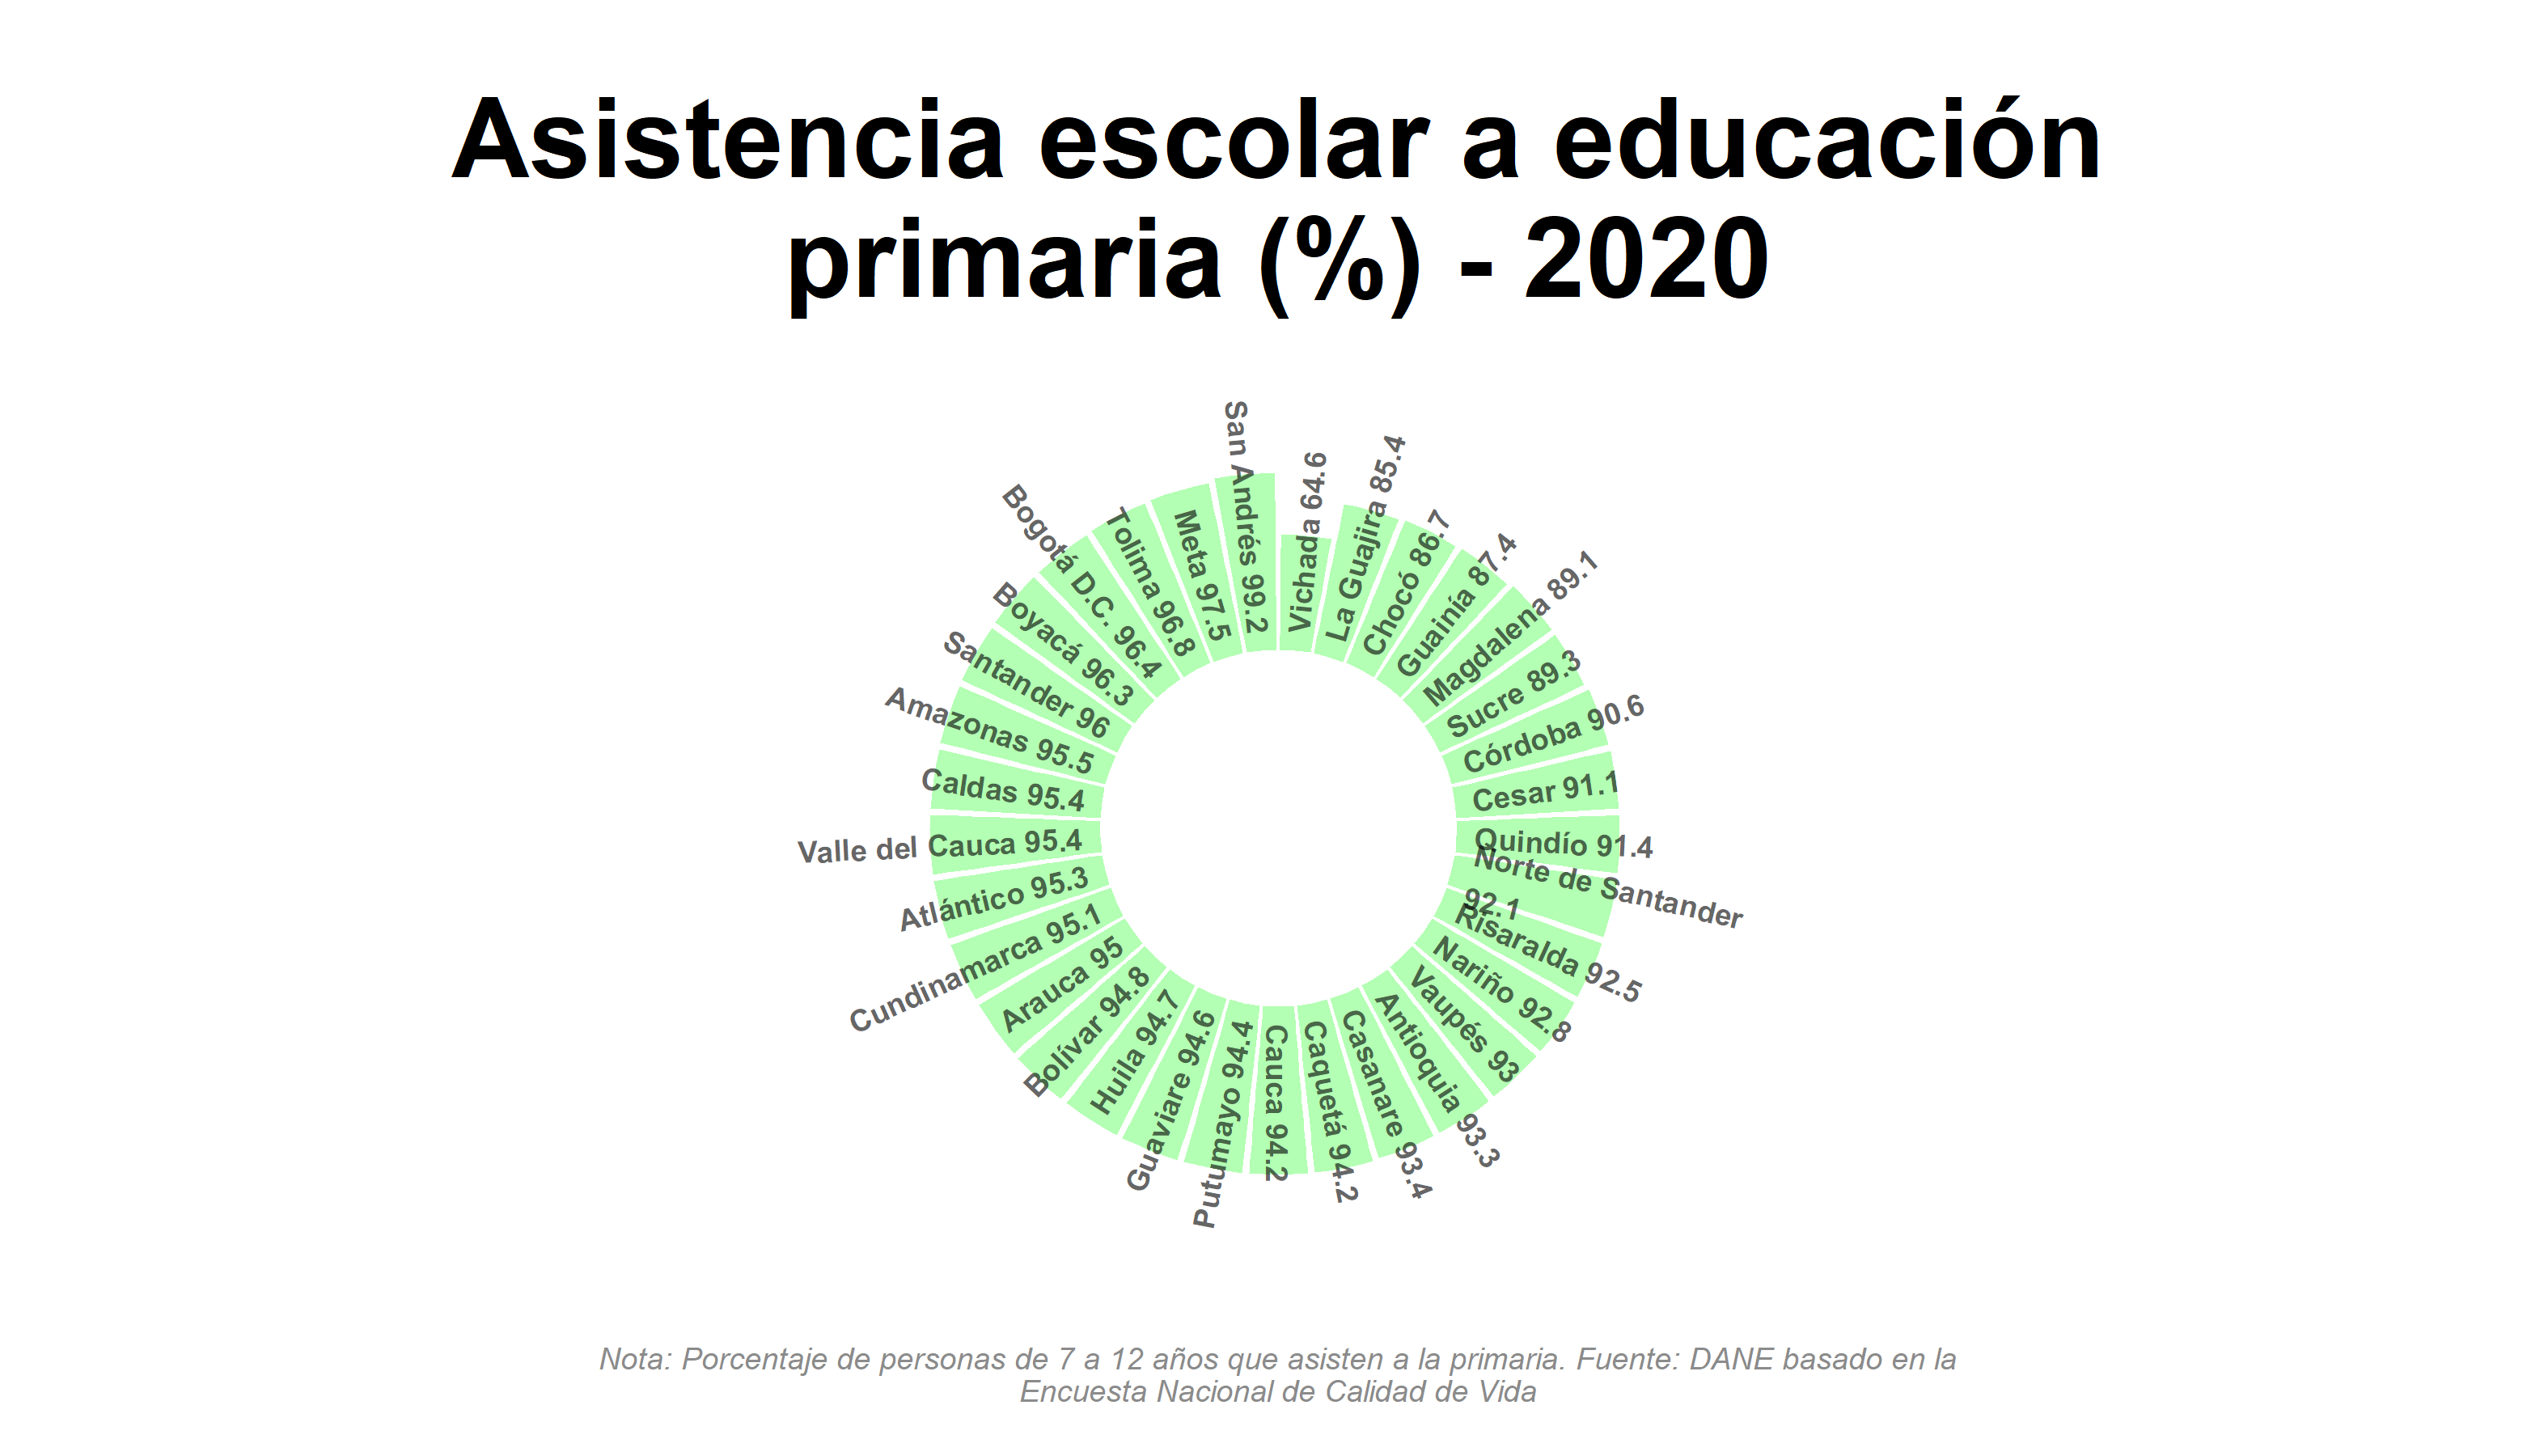 Asistencia escolar a educación
primaria (%) - 2020
Vichada 64.6
La Guajira 85.4
Chocó 86.7
Guainía 87.4
Magdalena 89.1
Sucre 89.3
Córdoba 90.6
Cesar 91.1
Quindío 91.4
Norte de Santander
92.1
Risaralda 92.5
Nariño 92.8
Vaupés 93
Antioquia 93.3
Casanare 93.4
Caquetá 94.2
Cauca 94.2
Putumayo 94.4
Guaviare 94.6
Huila 94.7
Bolívar 94.8
Arauca 95
Cundinamarca 95.1
Atlántico 95.3
Valle del Cauca 95.4
Caldas 95.4
Amazonas 95.5
Santander 96
Boyacá 96.3
Bogotá D.C. 96.4
Tolima 96.8
Meta 97.5
San Andrés 99.2
Nota: Porcentaje de personas de 7 a 12 años que asisten a la primaria. Fuente: DANE basado en la
Encuesta Nacional de Calidad de Vida